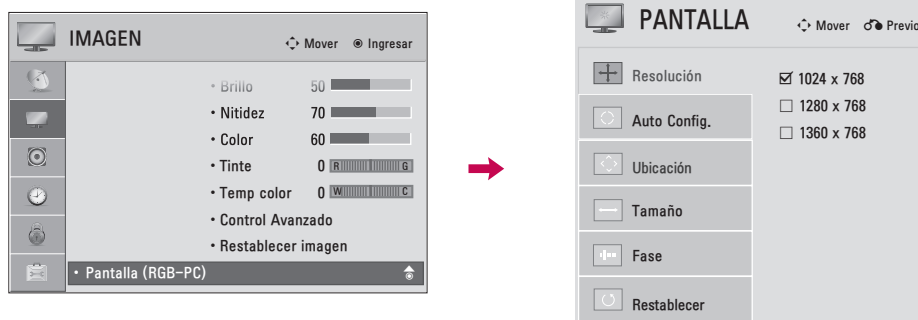 IMAGEN
Mover Ingresar
• Brillo 50
• Nitidez 70
• Color 60
• Tinte 0 R G
• Temp color 0 W C
• Control Avanzado
• Restablecer imagen
• Pantalla (RGB-PC)
PANTALLA
Mover Previo
Resolución
Auto Config.
Ubicación
Tamaño
Fase
Restablecer
☑ 1024 x 768
☐ 1280 x 768
☐ 1360 x 768